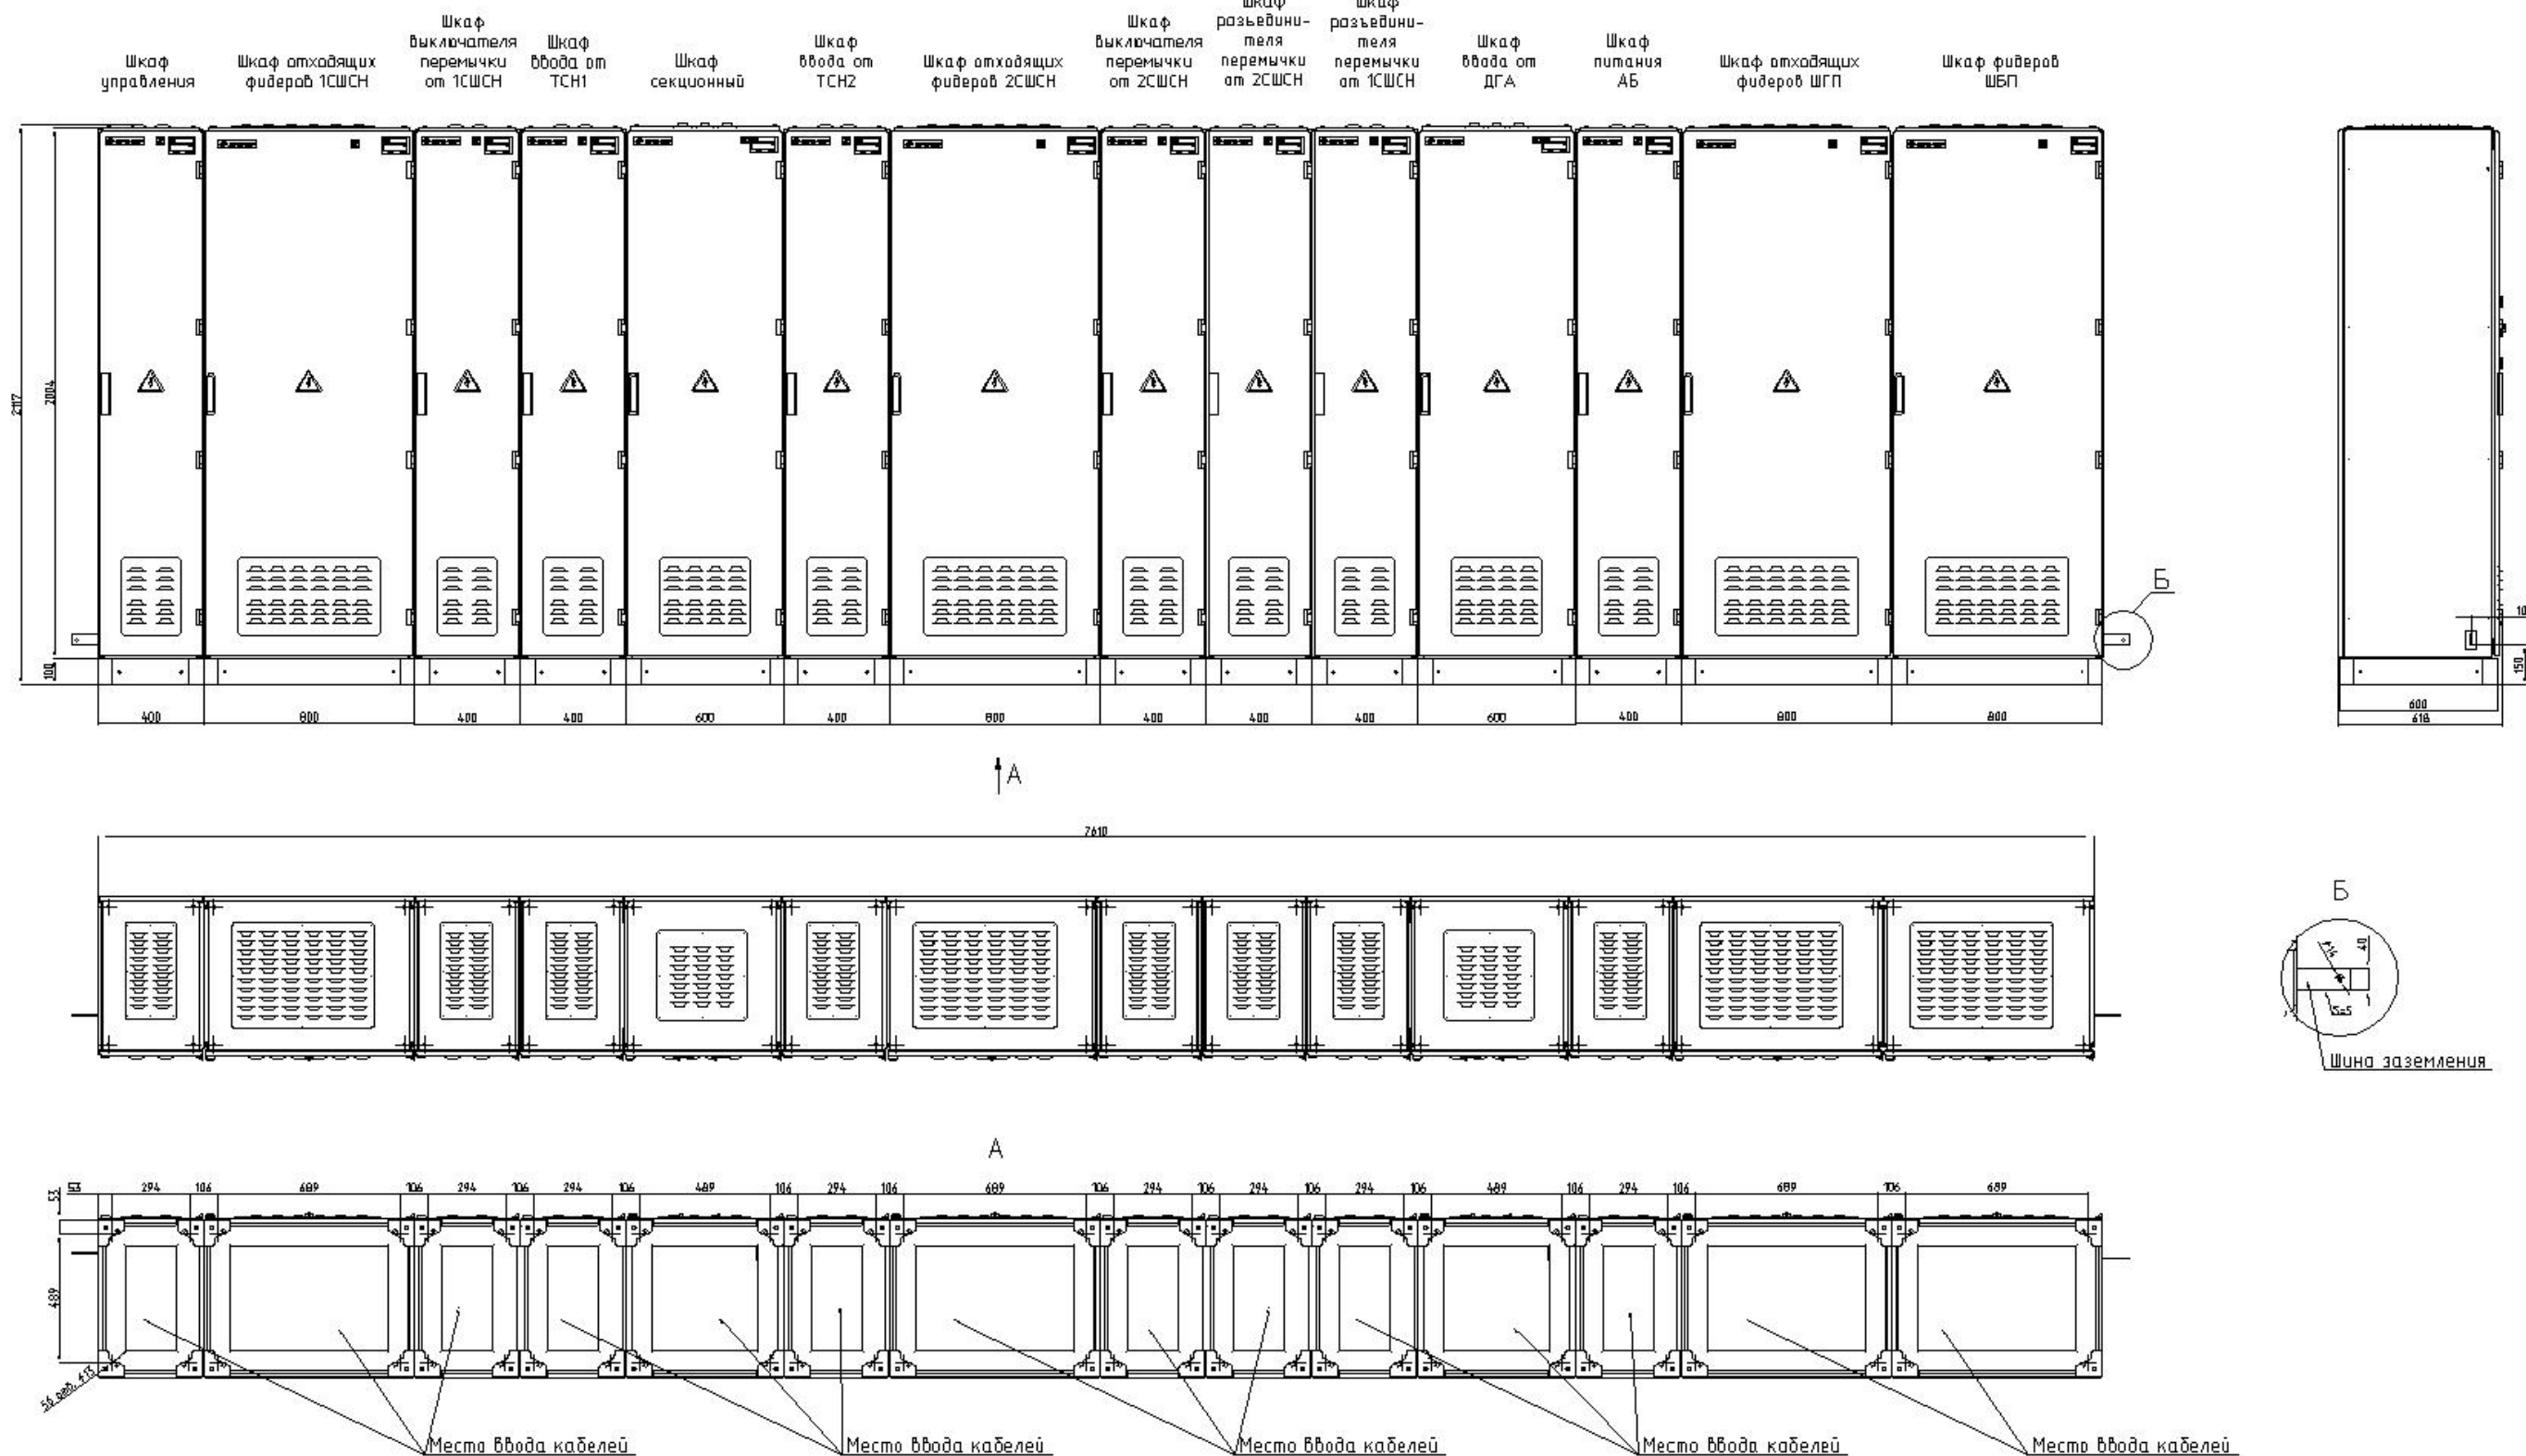 Шкаф
управления
Шкаф отходящих
фидеров 1СШСН
Шкаф
выключателя
перемычки
от 1СШСН
Шкаф
ввода от
ТСН1
Шкаф
секционный
Шкаф
ввода от
ТСН2
Шкаф отходящих
фидеров 2СШСН
Шкаф
выключателя
перемычки
от 2СШСН
Шкаф
разъедини-
теля
перемычки
от 2СШСН
Шкаф
разъедини-
теля
перемычки
от 1СШСН
Шкаф
ввода от
ДГА
Шкаф
питания
АБ
Шкаф отходящих
фидеров ШГП
Шкаф фидеров
ШБП
2117
2004
100
Б
10
150
400
800
400
400
600
400
800
400
400
400
600
400
800
800
600
618
А
7610
Б
40
S=5
Шина заземления
А
53
53
294
106
689
106
294
106
294
106
489
106
294
106
689
106
294
106
294
106
294
106
489
106
294
106
689
106
689
489
56 отв.
Место ввода кабелей
Место ввода кабелей
Место ввода кабелей
Место ввода кабелей
Место ввода кабелей